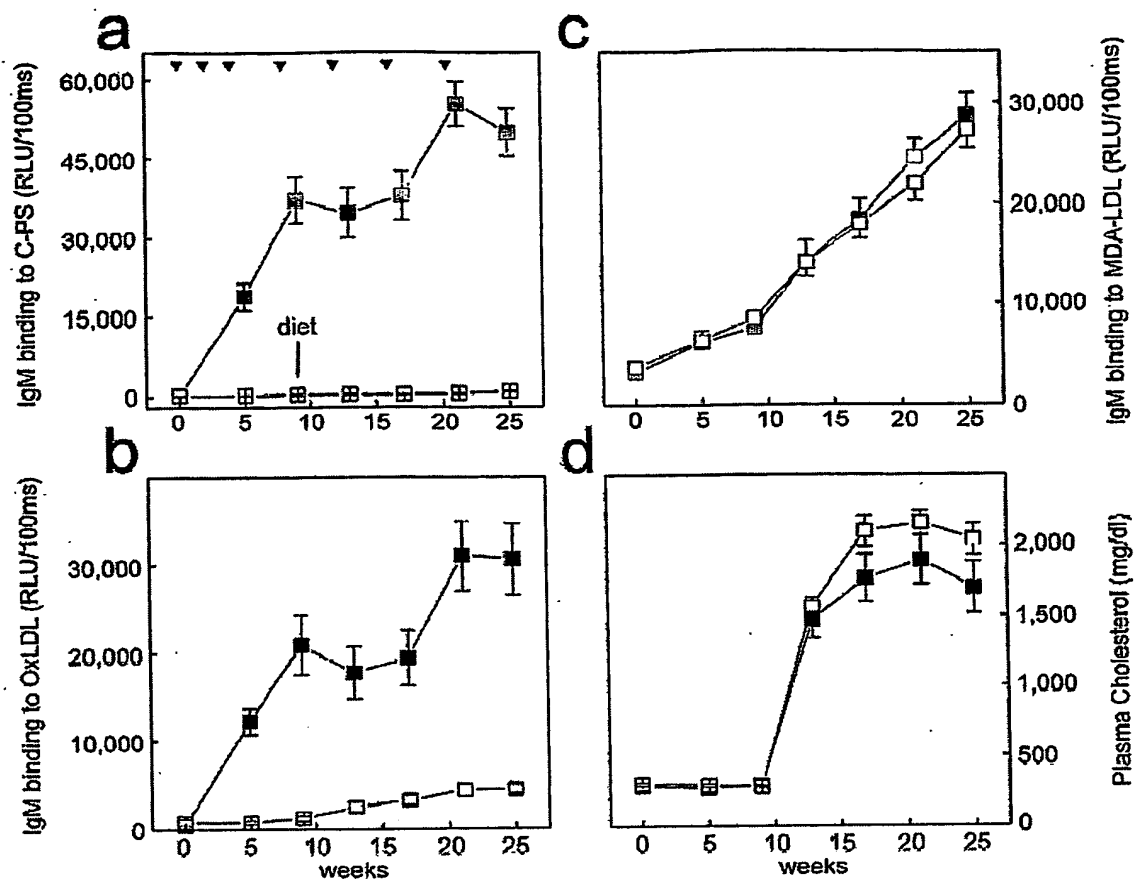 a
IgM binding to C-PS (RLU/100ms)
60,000
45,000
30,000
15,000
0
diet
0 5 10 15 20 25
c
IgM binding to MDA-LDL (RLU/100ms)
30,000
20,000
10,000
0
0 5 10 15 20 25
b
IgM binding to OxLDL (RLU/100ms)
30,000
20,000
10,000
0
0 5 10 15 20 25
weeks
d
Plasma Cholesterol (mg/dl)
2,000
1,500
1,000
500
0
0 5 10 15 20 25
weeks